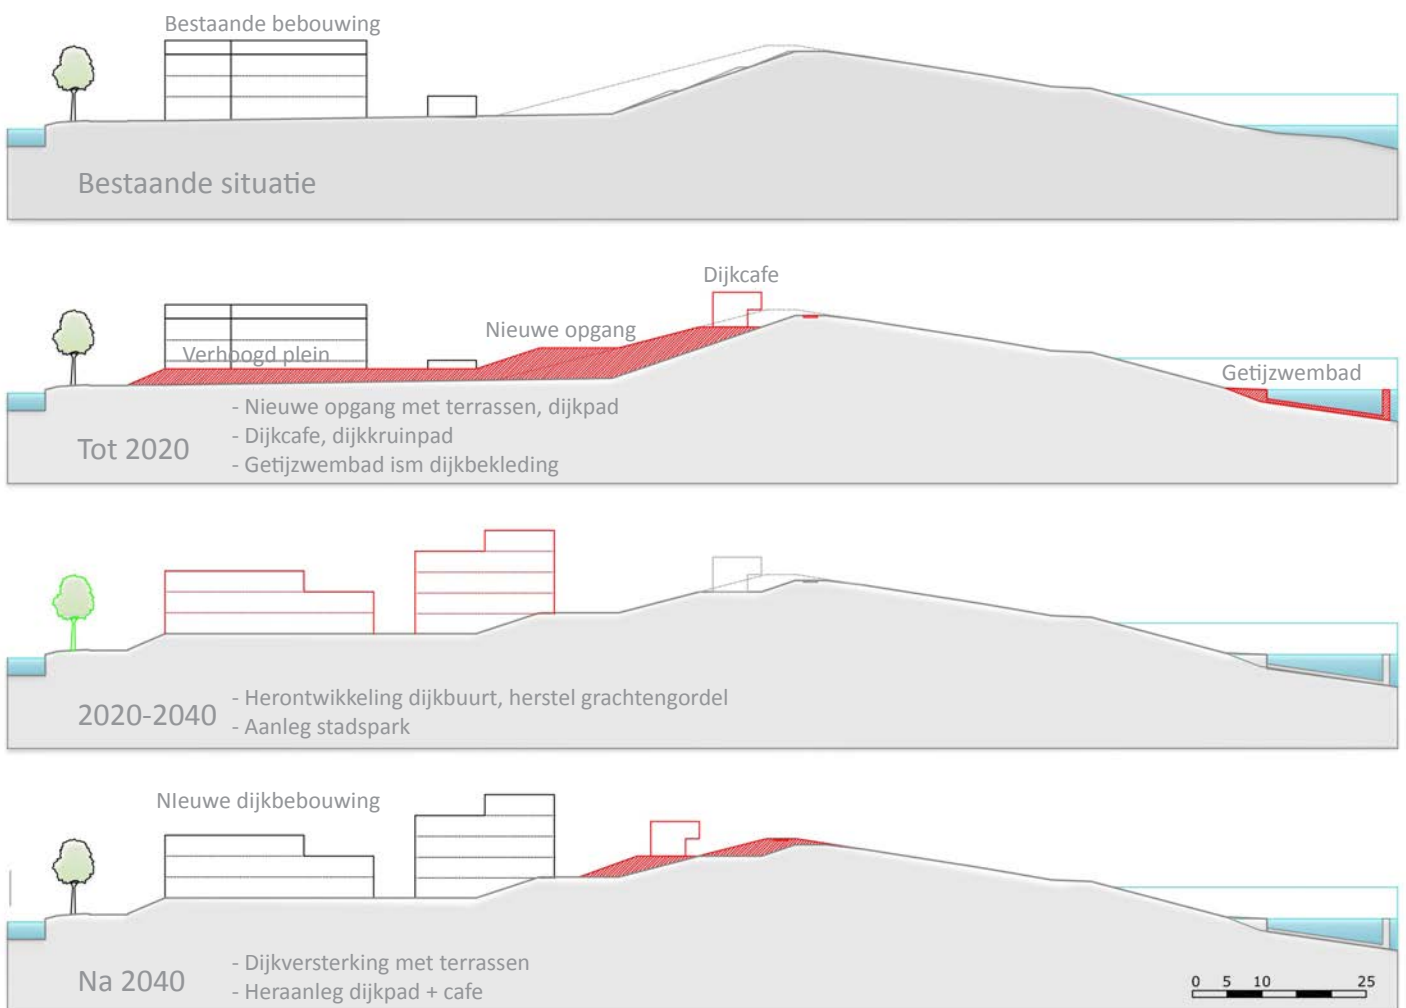 Bestaande bebouwing
Bestaande situatie
Dijkcafe
Nieuwe opgang
Verhoogd plein
Getijzwembad
- Nieuwe opgang met terrassen, dijkpad
- Dijkcafe, dijkkruinpad
- Getijzwembad ism dijkbekleding
Tot 2020
- Herontwikkeling dijkbuurt, herstel grachtengordel
- Aanleg stadspark
2020-2040
NIeuwe dijkbebouwing
- Dijkversterking met terrassen
- Heraanleg dijkpad + cafe
Na 2040
0 5 10 25